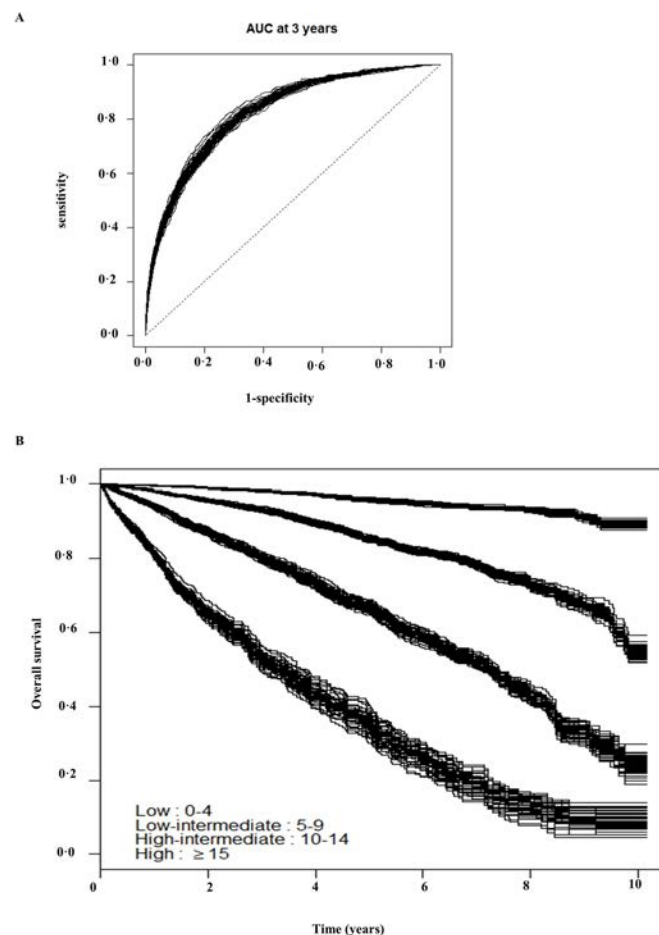 A
AUC at 3 years
1·0
0·8
0·6
0·4
0·2
0·0
sensitivity
0·0 0·2 0·4 0·6 0·8 1·0
1-specificity
B
1·0
0·8
0·6
0·4
0·2
0·0
Overall survival
Low : 0-4
Low-intermediate : 5-9
High-intermediate : 10-14
High : ≥ 15
0 2 4 6 8 10
Time (years)